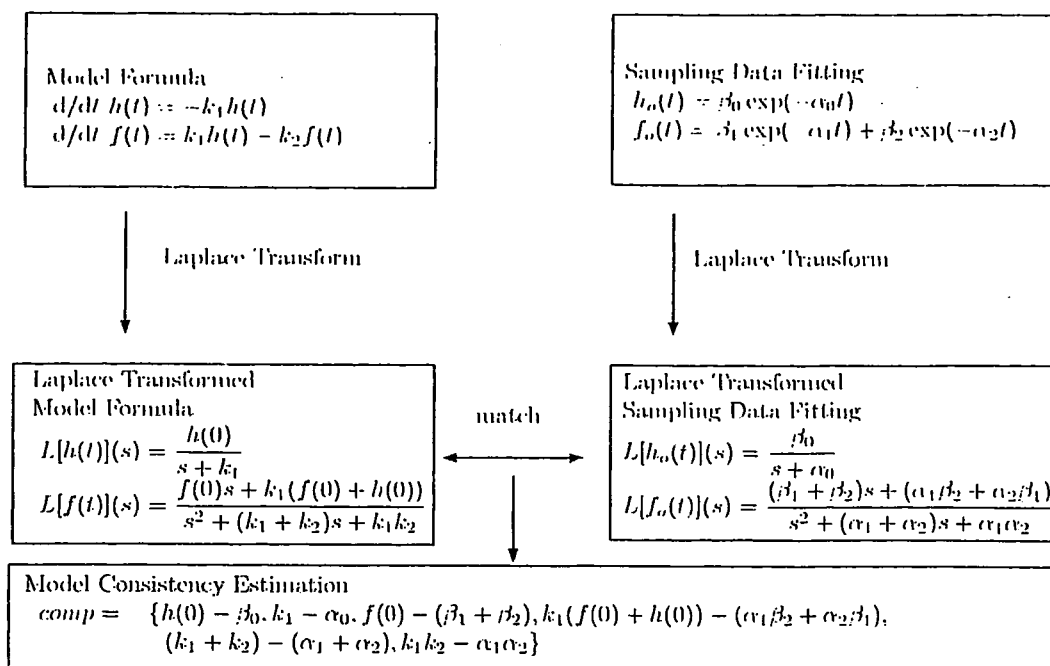 Model Formula
d/dt h(t) = −k₁h(t)
d/dt f(t) = k₁h(t) − k₂f(t)
Sampling Data Fitting
hₒ(t) = β₀ exp(−α₀t)
fₒ(t) = β₁ exp(−α₁t) + β₂ exp(−α₂t)
Laplace Transform
Laplace Transform
Laplace Transformed
Model Formula
L[h(t)](s) = h(0) / (s + k₁)
L[f(t)](s) = (f(0)s + k₁(f(0) + h(0))) / (s² + (k₁ + k₂)s + k₁k₂)
match
Laplace Transformed
Sampling Data Fitting
L[hₒ(t)](s) = β₀ / (s + α₀)
L[fₒ(t)](s) = ((β₁ + β₂)s + (α₁β₂ + α₂β₁)) / (s² + (α₁ + α₂)s + α₁α₂)
Model Consistency Estimation
comp = {h(0) − β₀, k₁ − α₀, f(0) − (β₁ + β₂), k₁(f(0) + h(0)) − (α₁β₂ + α₂β₁),
(k₁ + k₂) − (α₁ + α₂), k₁k₂ − α₁α₂}